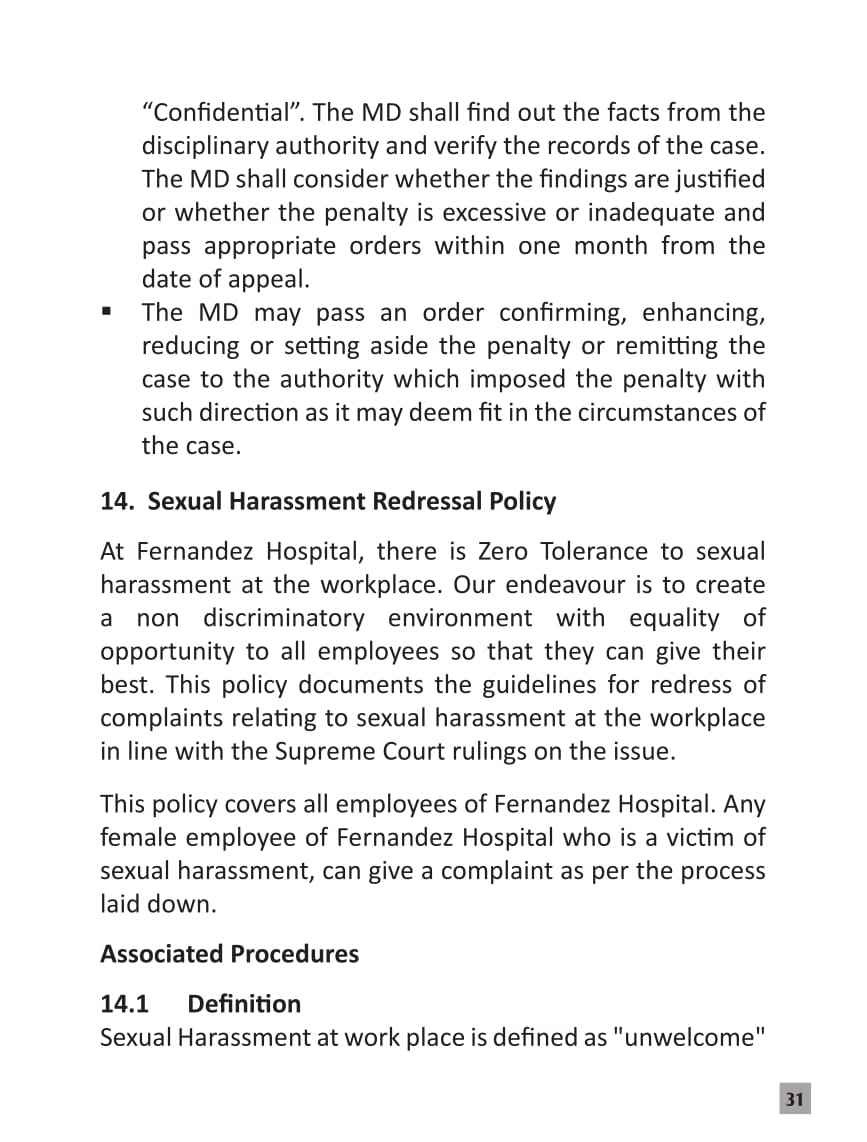 “Confidential”. The MD shall find out the facts from the
disciplinary authority and verify the records of the case.
The MD shall consider whether the findings are justified
or whether the penalty is excessive or inadequate and
pass appropriate orders within one month from the
date of appeal.
▪ The MD may pass an order confirming, enhancing,
reducing or setting aside the penalty or remitting the
case to the authority which imposed the penalty with
such direction as it may deem fit in the circumstances of
the case.
14. Sexual Harassment Redressal Policy
At Fernandez Hospital, there is Zero Tolerance to sexual
harassment at the workplace. Our endeavour is to create
a non discriminatory environment with equality of
opportunity to all employees so that they can give their
best. This policy documents the guidelines for redress of
complaints relating to sexual harassment at the workplace
in line with the Supreme Court rulings on the issue.
This policy covers all employees of Fernandez Hospital. Any
female employee of Fernandez Hospital who is a victim of
sexual harassment, can give a complaint as per the process
laid down.
Associated Procedures
14.1 Definition
Sexual Harassment at work place is defined as "unwelcome"
31